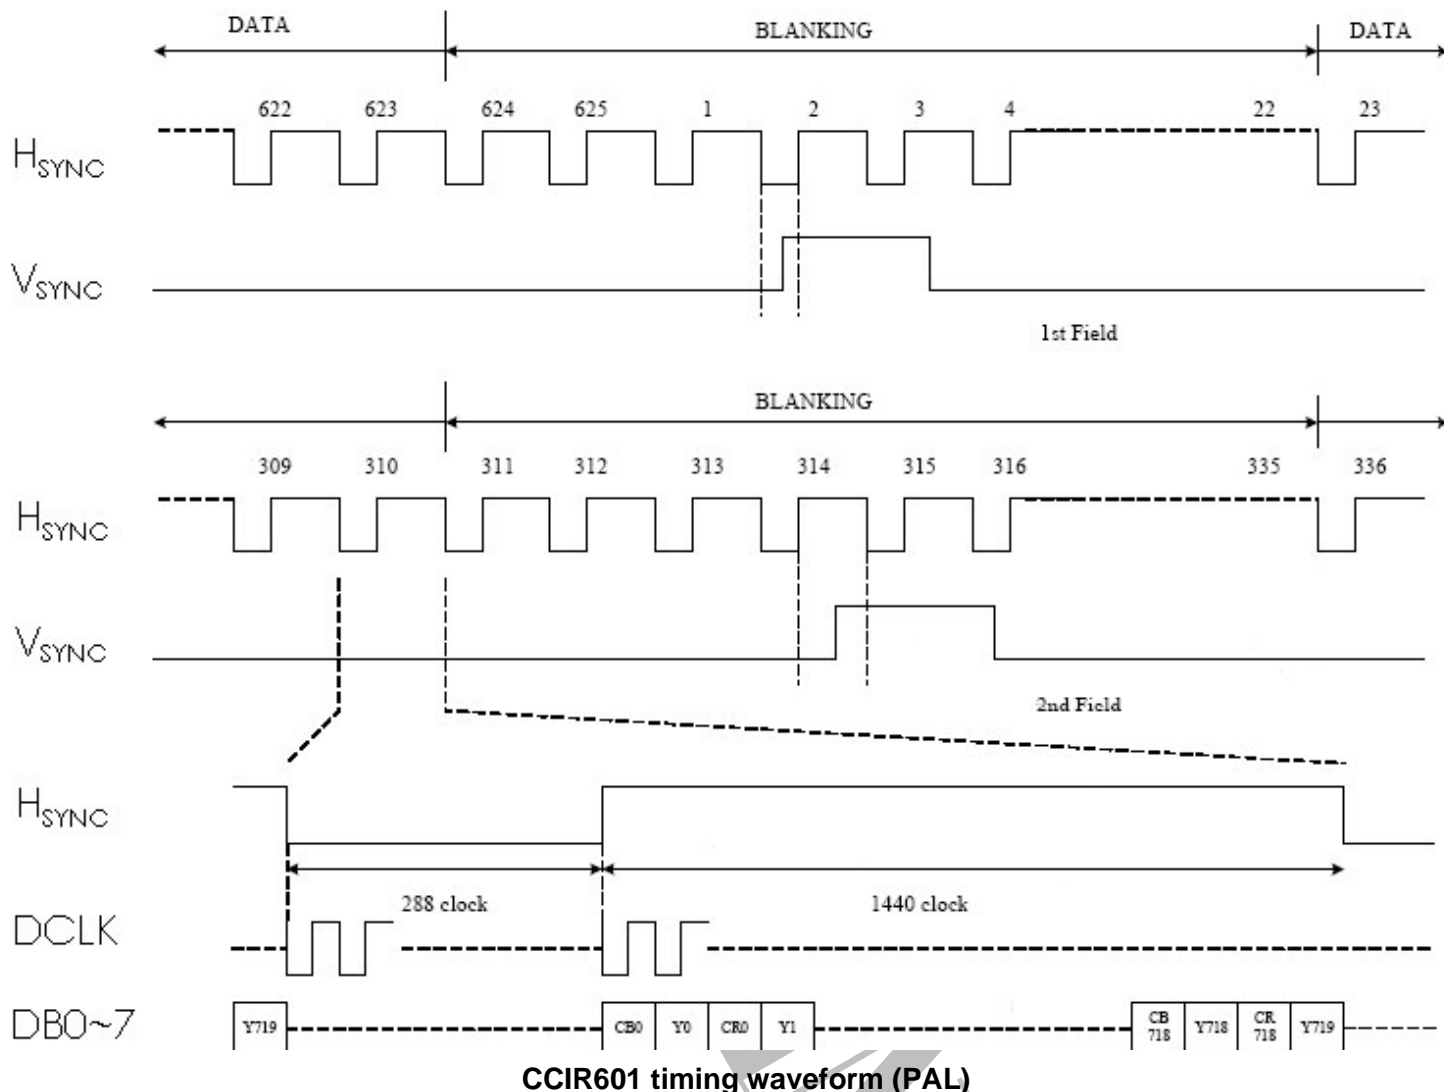 DATA BLANKING DATA
622 623 624 625 1 2 3 4 22 23
HSYNC
VSYNC
1st Field
BLANKING
309 310 311 312 313 314 315 316 335 336
HSYNC
VSYNC
2nd Field
HSYNC
288 clock 1440 clock
DCLK
DB0~7 Y719 CB0 Y0 CR0 Y1 CB 718 Y718 CR 718 Y719
CCIR601 timing waveform (PAL)